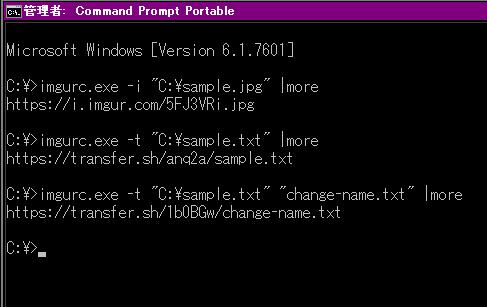 管理者: Command Prompt Portable
Microsoft Windows [Version 6.1.7601]
C:¥>imgurc.exe -i "C:¥sample.jpg" |more
https://i.imgur.com/5FJ3VRi.jpg
C:¥>imgurc.exe -t "C:¥sample.txt" |more
https://transfer.sh/anq2a/sample.txt
C:¥>imgurc.exe -t "C:¥sample.txt" "change-name.txt" |more
https://transfer.sh/1b0BGw/change-name.txt
C:¥>